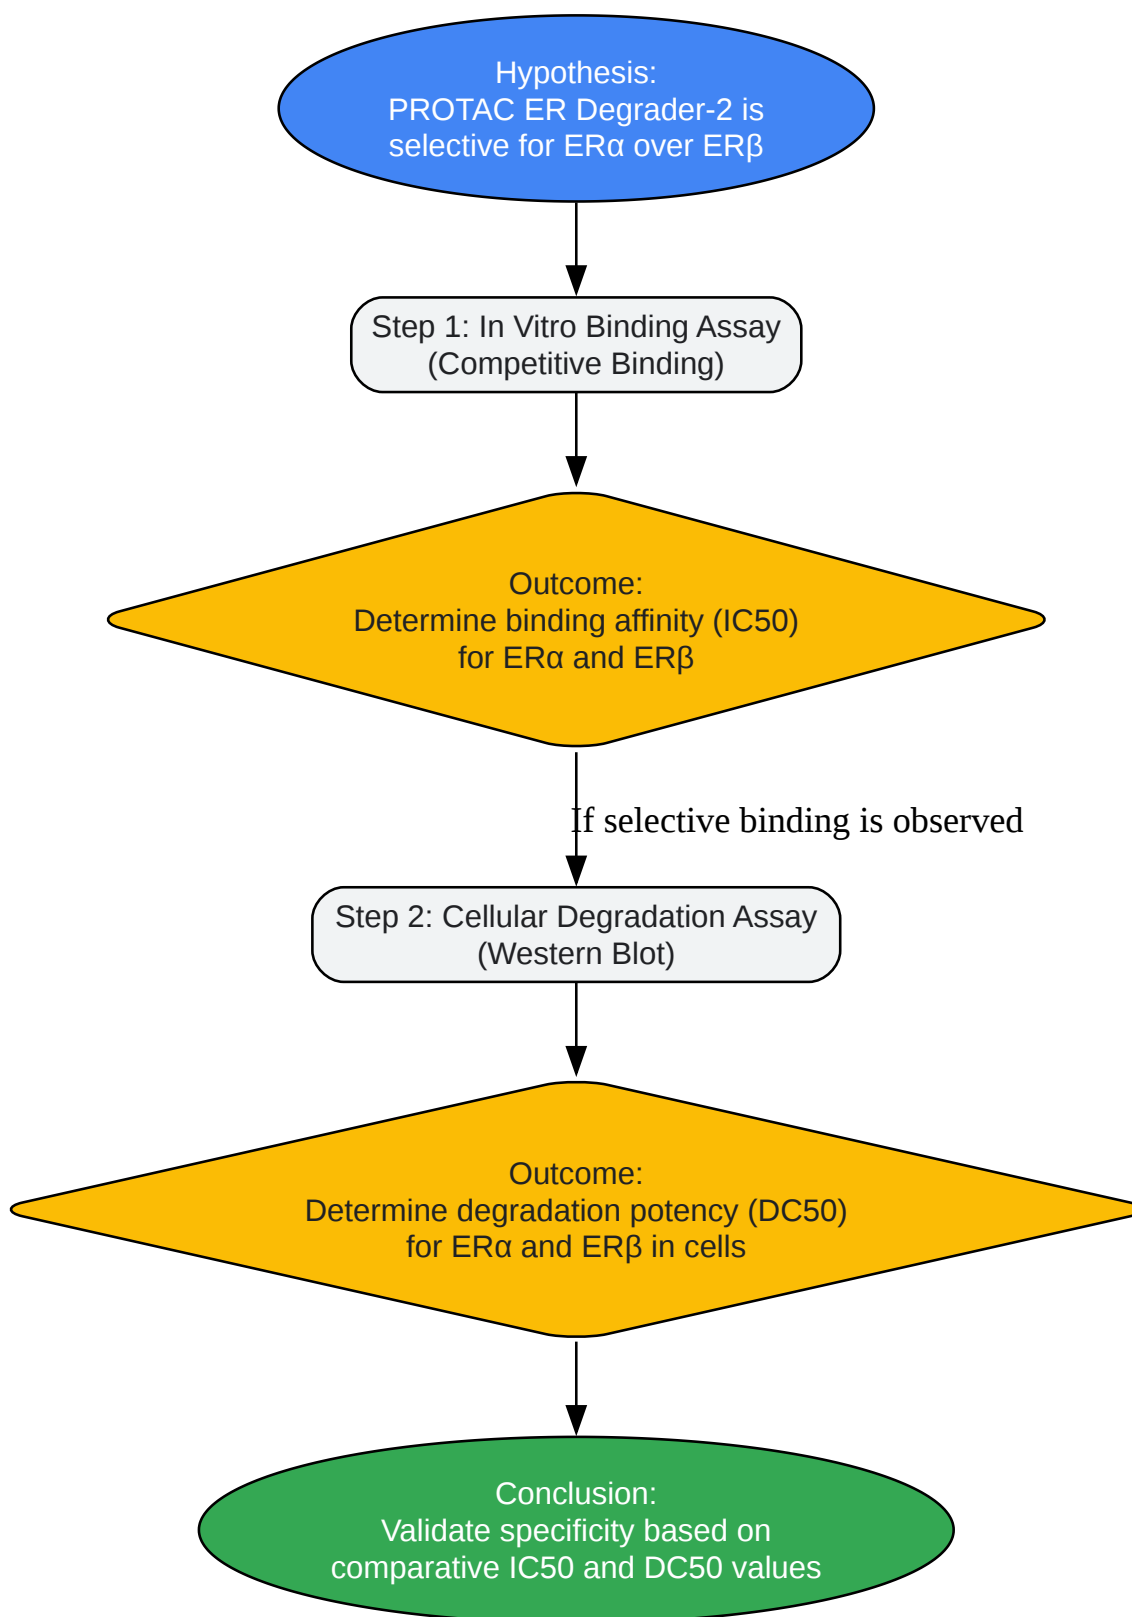 Hypothesis:
PROTAC ER Degrader-2 is
selective for ERα over ERβ
Step 1: In Vitro Binding Assay
(Competitive Binding)
Outcome:
Determine binding affinity (IC50)
for ERα and ERβ
If selective binding is observed
Step 2: Cellular Degradation Assay
(Western Blot)
Outcome:
Determine degradation potency (DC50)
for ERα and ERβ in cells
Conclusion:
Validate specificity based on
comparative IC50 and DC50 values